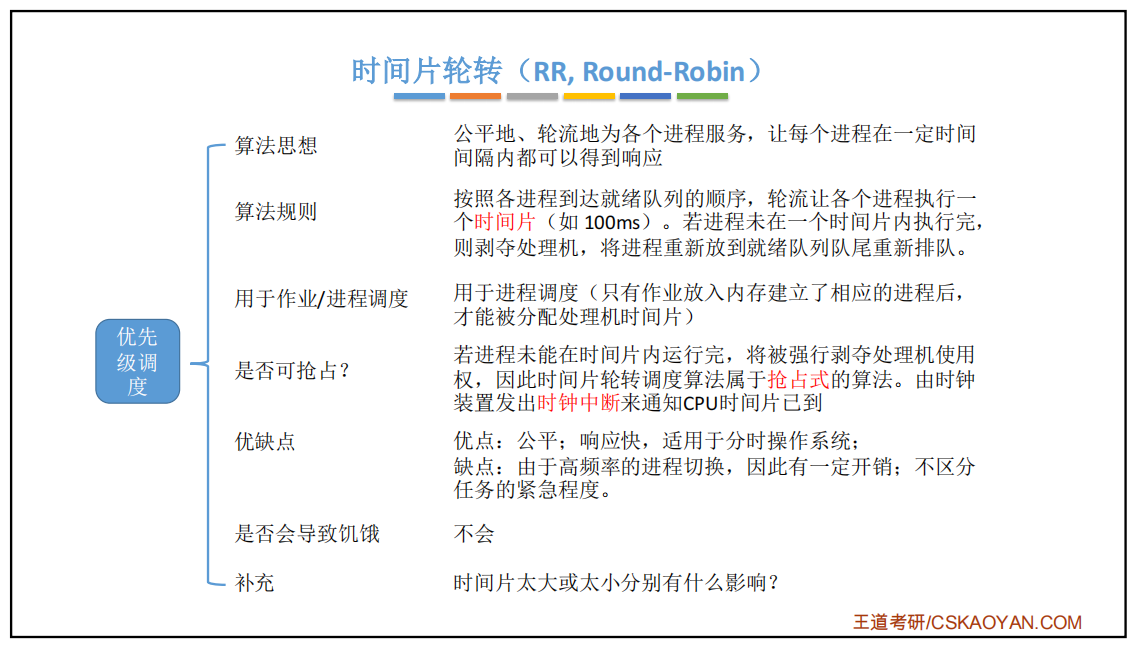 时间片轮转（RR, Round-Robin）
算法思想
公平地、轮流地为各个进程服务，让每个进程在一定时间
间隔内都可以得到响应
算法规则
按照各进程到达就绪队列的顺序，轮流让各个进程执行一
个时间片（如 100ms）。若进程未在一个时间片内执行完，
则剥夺处理机，将进程重新放到就绪队列队尾重新排队。
用于作业/进程调度
用于进程调度（只有作业放入内存建立了相应的进程后，
才能被分配处理机时间片）
优先
级调
度
是否可抢占？
若进程未能在时间片内运行完，将被强行剥夺处理机使用
权，因此时间片轮转调度算法属于抢占式的算法。由时钟
装置发出时钟中断来通知CPU时间片已到
优缺点
优点：公平；响应快，适用于分时操作系统；
缺点：由于高频率的进程切换，因此有一定开销；不区分
任务的紧急程度。
是否会导致饥饿
不会
补充
时间片太大或太小分别有什么影响？
王道考研/CSKAOYAN.COM